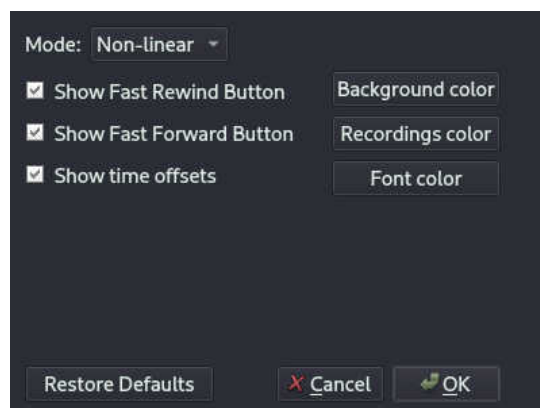 Mode: Non-linear
Show Fast Rewind Button Background color
Show Fast Forward Button Recordings color
Show time offsets Font color
Restore Defaults Cancel OK